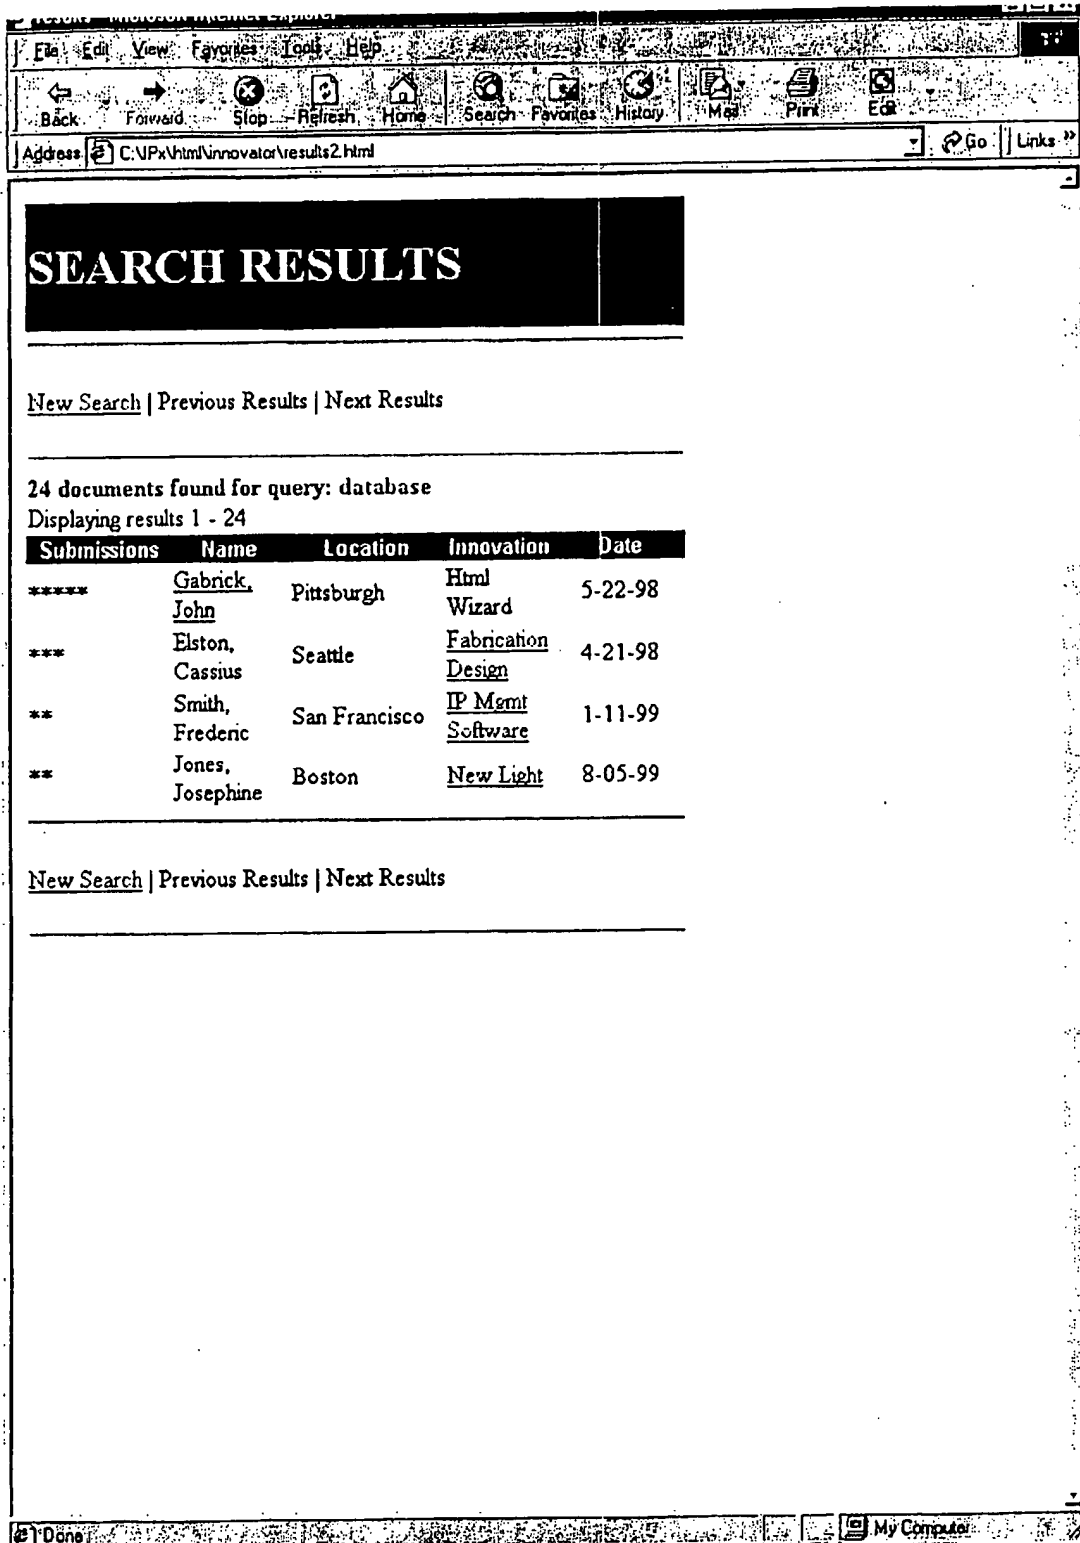 File Edit View Favorites Tools Help
Back Forward Stop Refresh Home Search Favorites History Mail Print Edit
Address C:\IPx\html\innovator\results2.html Go Links »
SEARCH RESULTS
New Search | Previous Results | Next Results
24 documents found for query: database
Displaying results 1 - 24
Submissions Name Location Innovation Date
***** Gabrick, John Pittsburgh Html Wizard 5-22-98
*** Elston, Cassius Seattle Fabrication Design 4-21-98
** Smith, Frederic San Francisco IP Mgmt Software 1-11-99
** Jones, Josephine Boston New Light 8-05-99
New Search | Previous Results | Next Results
Done My Computer